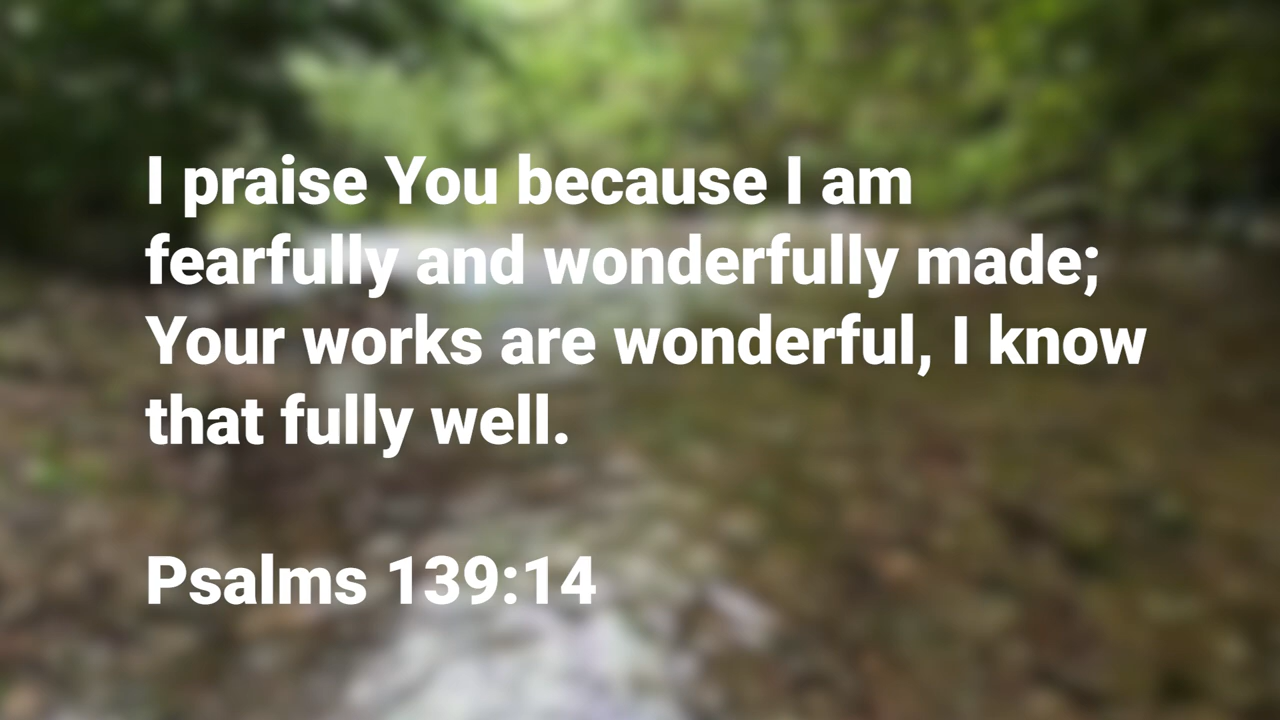 I praise You because I am
fearfully and wonderfully made;
Your works are wonderful, I know
that fully well.
Psalms 139:14